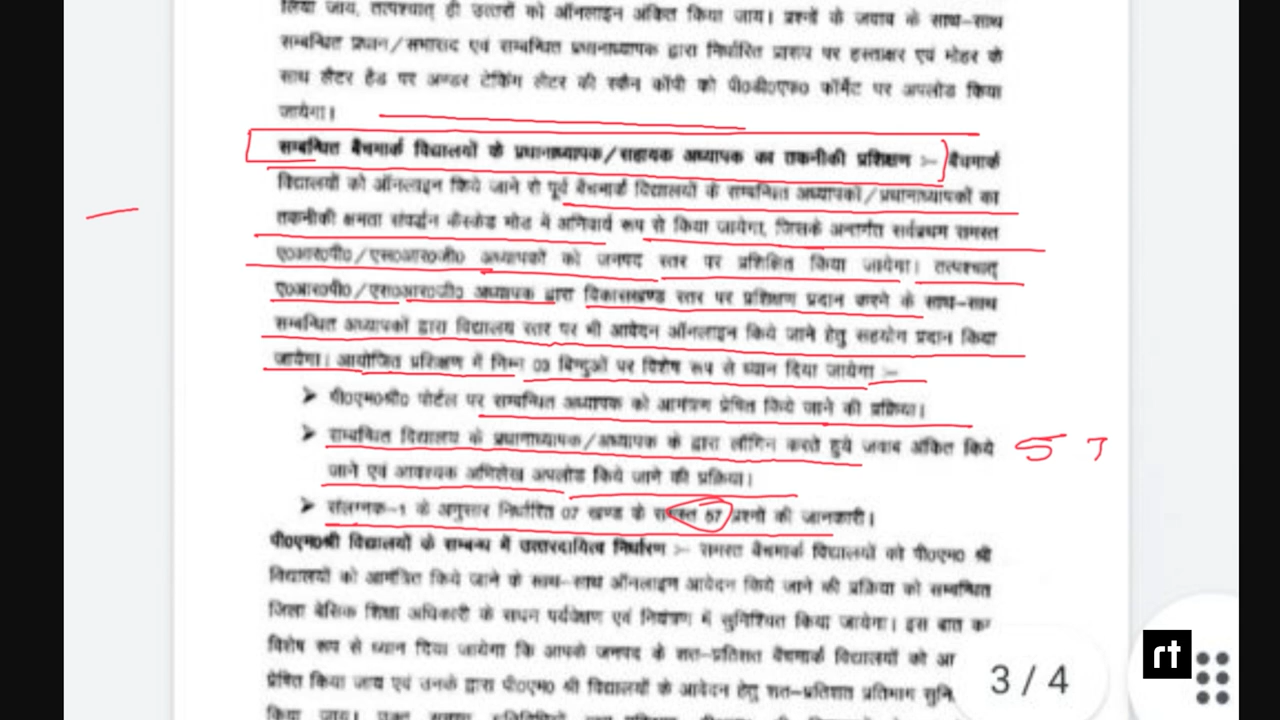 लिया जाय, तत्पश्चात् ही उत्तरों को ऑनलाइन अंकित किया जाय। प्रश्नों के जवाब के साथ–साथ
सम्बन्धित प्रधान/सभासद एवं सम्बन्धित प्रधानाध्यापक द्वारा निर्धारित प्रारूप पर हस्ताक्षर एवं मोहर के
साथ लैटर हैड पर अण्डर टेकिंग लेटर की स्कैन कॉपी को पी०डी०एफ० फॉर्मेट पर अपलोड किया
जायेगा।
सम्बन्धित बैंचमार्क विद्यालयों के प्रधानाध्यापक/सहायक अध्यापक का तकनीकी प्रशिक्षण :– बैंचमार्क
विद्यालयों को ऑनलाइन किये जाने से पूर्व बैंचमार्क विद्यालयों के सम्बन्धित अध्यापकों/प्रधानाध्यापकों का
तकनीकी क्षमता संवर्द्धन कैस्केड मोड में अनिवार्य रूप से किया जायेगा, जिसके अन्तर्गत सर्वप्रथम समस्त
ए०आर०पी०/एस०आर०जी० अध्यापकों को जनपद स्तर पर प्रशिक्षित किया जायेगा। तत्पश्चात्
ए०आर०पी०/एस०आर०जी० अध्यापक द्वारा विकासखण्ड स्तर पर प्रशिक्षण प्रदान करने के साथ–साथ
सम्बन्धित अध्यापकों द्वारा विद्यालय स्तर पर भी आवेदन ऑनलाइन किये जाने हेतु सहयोग प्रदान किया
जायेगा। आयोजित प्रशिक्षण में निम्न 03 बिन्दुओं पर विशेष रूप से ध्यान दिया जायेगा :–
➤ पी०एम०श्री० पोर्टल पर सम्बन्धित अध्यापक को आमंत्रण प्रेषित किये जाने की प्रक्रिया।
➤ सम्बन्धित विद्यालय के प्रधानाध्यापक/अध्यापक के द्वारा लॉगिन करते हुये जवाब अंकित किये 57
जाने एवं आवश्यक अभिलेख अपलोड किये जाने की प्रक्रिया।
➤ संलग्नक–1 के अनुसार निर्धारित 07 खण्ड के समस्त 57 प्रश्नों की जानकारी।
पी०एम०श्री विद्यालयों के सम्बन्ध में उत्तरदायित्व निर्धारण :– समस्त बैंचमार्क विद्यालयों को पी०एम० श्री
विद्यालयों को आमंत्रित किये जाने के साथ–साथ ऑनलाइन आवेदन किये जाने की प्रक्रिया को सम्बन्धित
जिला बेसिक शिक्षा अधिकारी के सघन पर्यवेक्षण एवं नियंत्रण में सुनिश्चित किया जायेगा। इस बात का
विशेष रूप से ध्यान दिया जायेगा कि आपके जनपद के शत–प्रतिशत बैंचमार्क विद्यालयों को आ
प्रेषित किया जाय एवं उनके द्वारा पी०एम० श्री विद्यालयों के आवेदन हेतु शत–प्रतिशत प्रतिभाग सुनि
3 / 4
rt